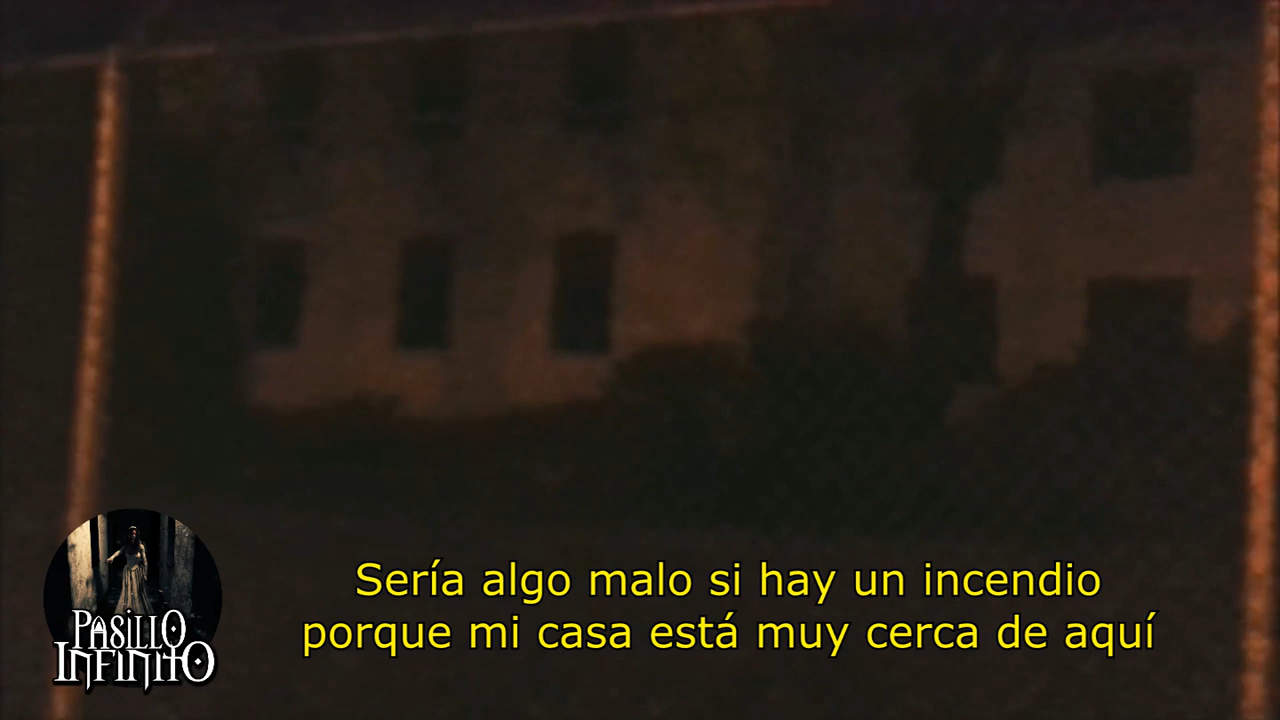 Sería algo malo si hay un incendio
porque mi casa está muy cerca de aquí
PASILLO
INFINITO